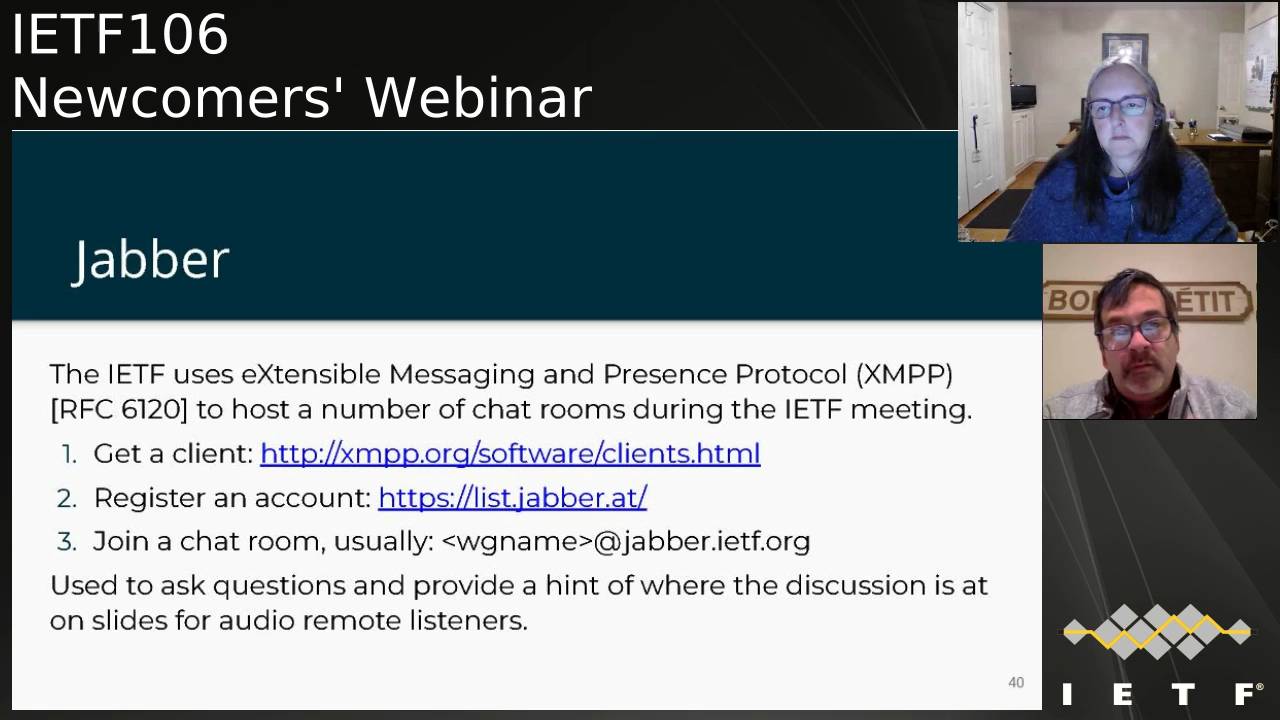 IETF106
Newcomers' Webinar
Jabber
The IETF uses eXtensible Messaging and Presence Protocol (XMPP)
[RFC 6120] to host a number of chat rooms during the IETF meeting.
1. Get a client: http://xmpp.org/software/clients.html
2. Register an account: https://list.jabber.at/
3. Join a chat room, usually: <wgname>@jabber.ietf.org
Used to ask questions and provide a hint of where the discussion is at
on slides for audio remote listeners.
40
ÉTIT
I E T F®